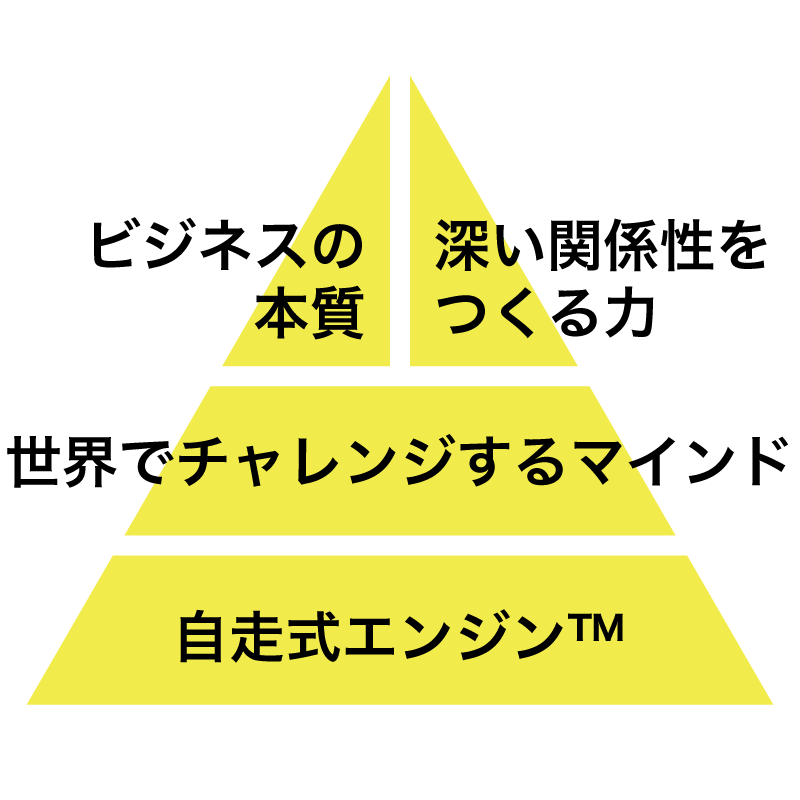 ビジネスの
本質
深い関係性を
つくる力
世界でチャレンジするマインド
自走式エンジン™